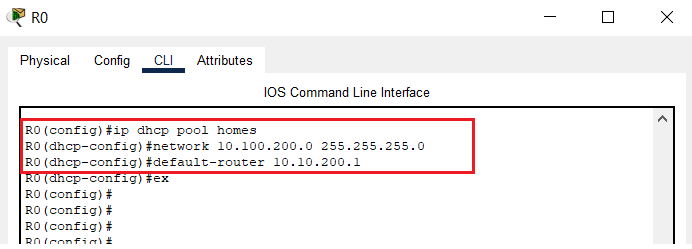 R0
Physical Config CLI Attributes
IOS Command Line Interface
R0(config)#ip dhcp pool homes
R0(dhcp-config)#network 10.100.200.0 255.255.255.0
R0(dhcp-config)#default-router 10.10.200.1
R0(dhcp-config)#ex
R0(config)#
R0(config)#
R0(config)#
R0(config)#